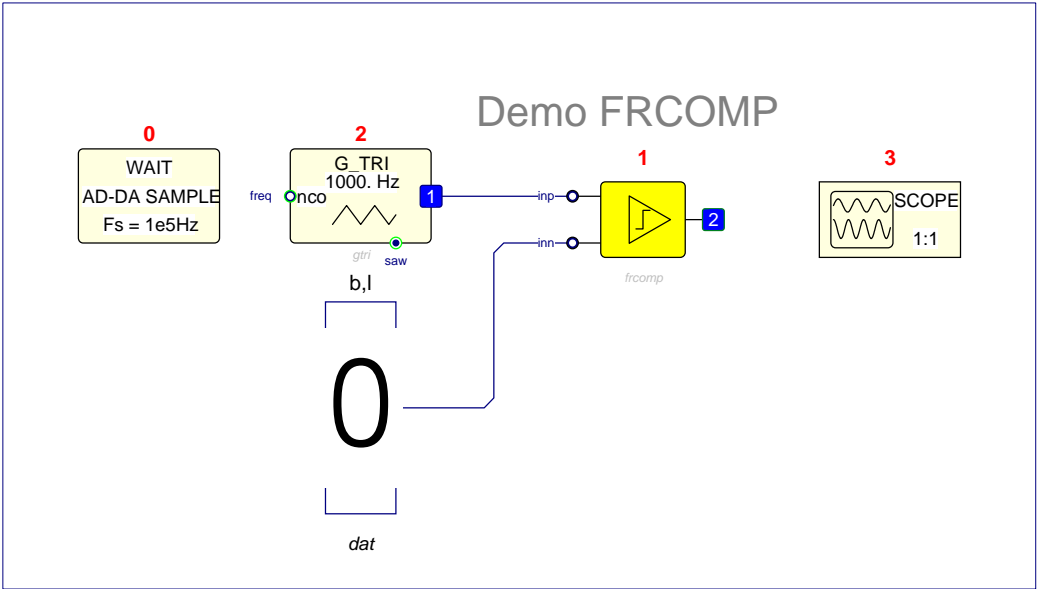 Demo FRCOMP
0
WAIT
AD-DA SAMPLE
Fs = 1e5Hz
2
G_TRI
1000. Hz
freq
nco
1
gtri
saw
b,l
0
dat
inp
inn
1
2
frcomp
3
SCOPE
1:1